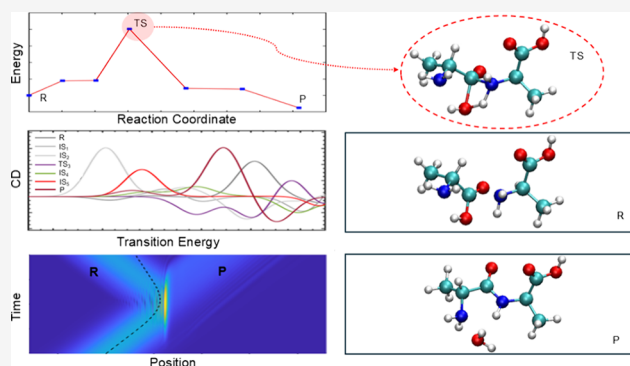 TS
Energy
R
P
Reaction Coordinate
TS
CD
R
IS₁
IS₂
TS₃
IS₄
IS₅
P
Transition Energy
R
Time
R
P
Position
P